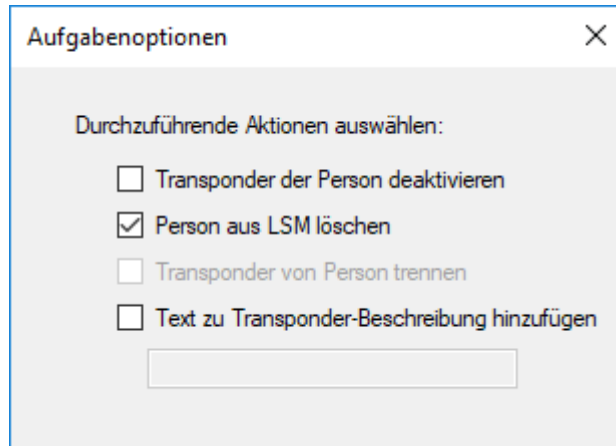 Aufgabenoptionen
Durchzuführende Aktionen auswählen:
Transponder der Person deaktivieren
Person aus LSM löschen
Transponder von Person trennen
Text zu Transponder-Beschreibung hinzufügen